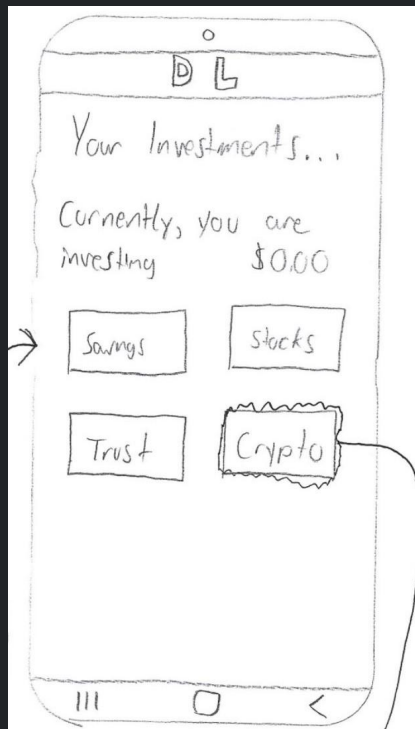 D L
Your Investments...
Currently, you are
investing $0.00
Savings Stocks
Trust Crypto